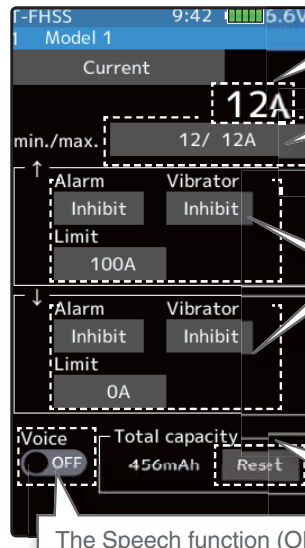 T-FHSS 9:42 6.6V
1 Model 1
Current
12A
min./max. 12/ 12A
↑
Alarm Vibrator
Inhibit Inhibit
Limit
100A
↓
Alarm Vibrator
Inhibit Inhibit
Limit
0A
Voice Total capacity
OFF 456mAh Reset
The Speech function (O